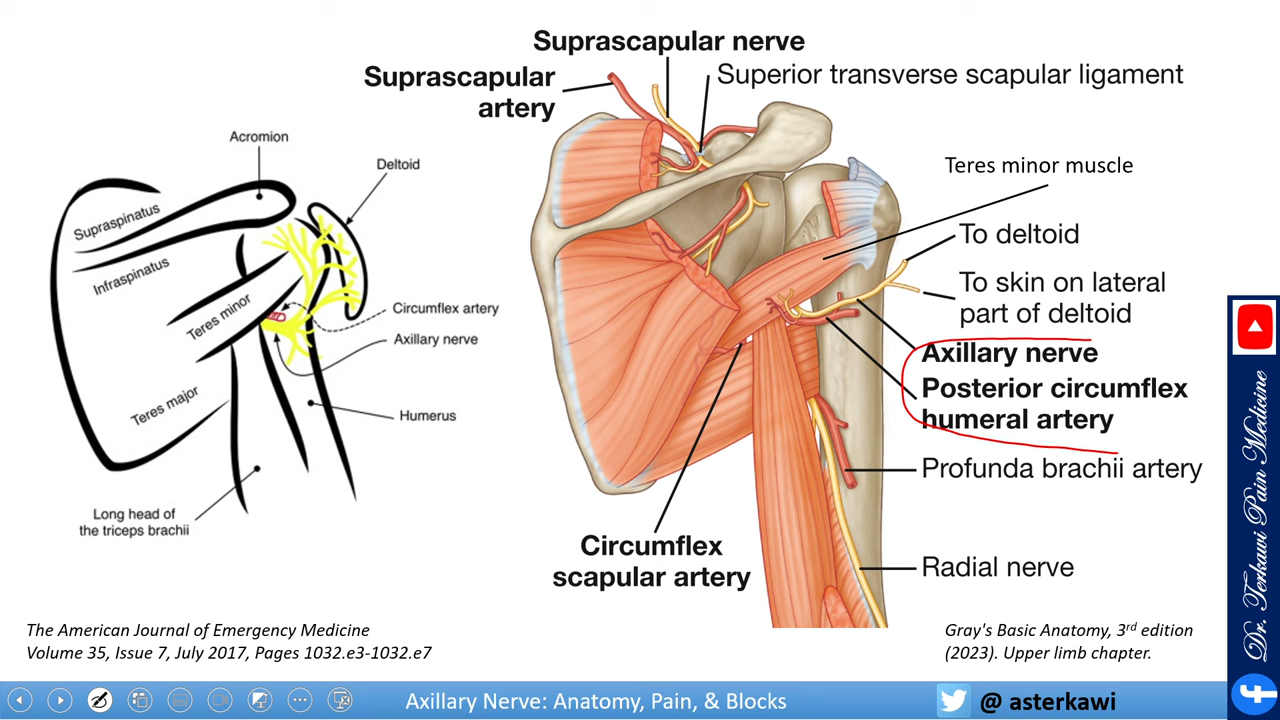 Suprascapular nerve
Suprascapular
artery
Superior transverse scapular ligament
Acromion
Deltoid
Supraspinatus
Infraspinatus
Teres minor
Circumflex artery
Axillary nerve
Teres major
Humerus
Long head of
the triceps brachii
Teres minor muscle
To deltoid
To skin on lateral
part of deltoid
Axillary nerve
Posterior circumflex
humeral artery
Profunda brachii artery
Circumflex
scapular artery
Radial nerve
The American Journal of Emergency Medicine
Volume 35, Issue 7, July 2017, Pages 1032.e3-1032.e7
Gray's Basic Anatomy, 3rd edition
(2023). Upper limb chapter.
Dr. Terkawi Pain Medicine
Axillary Nerve: Anatomy, Pain, & Blocks
@ asterkawi